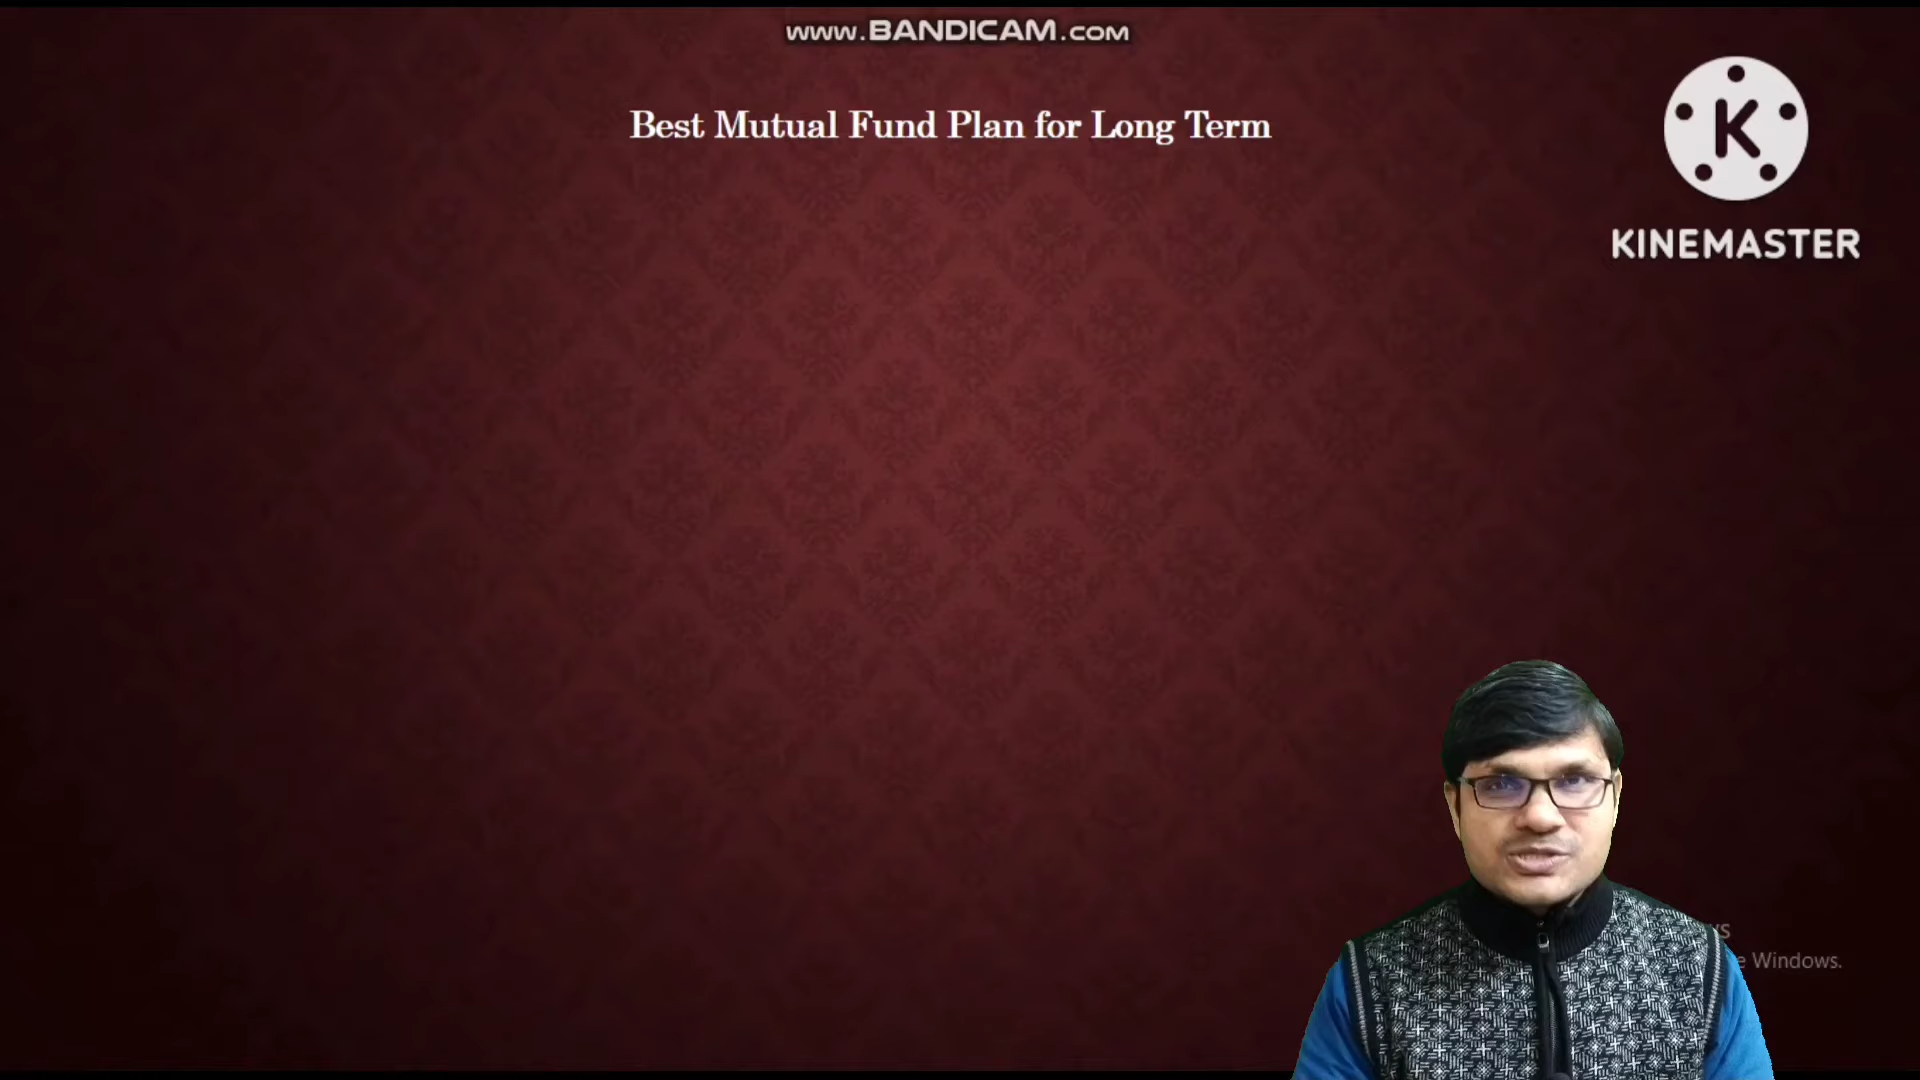 www.BANDICAM.com
Best Mutual Fund Plan for Long Term
K
KINEMASTER
Windows.